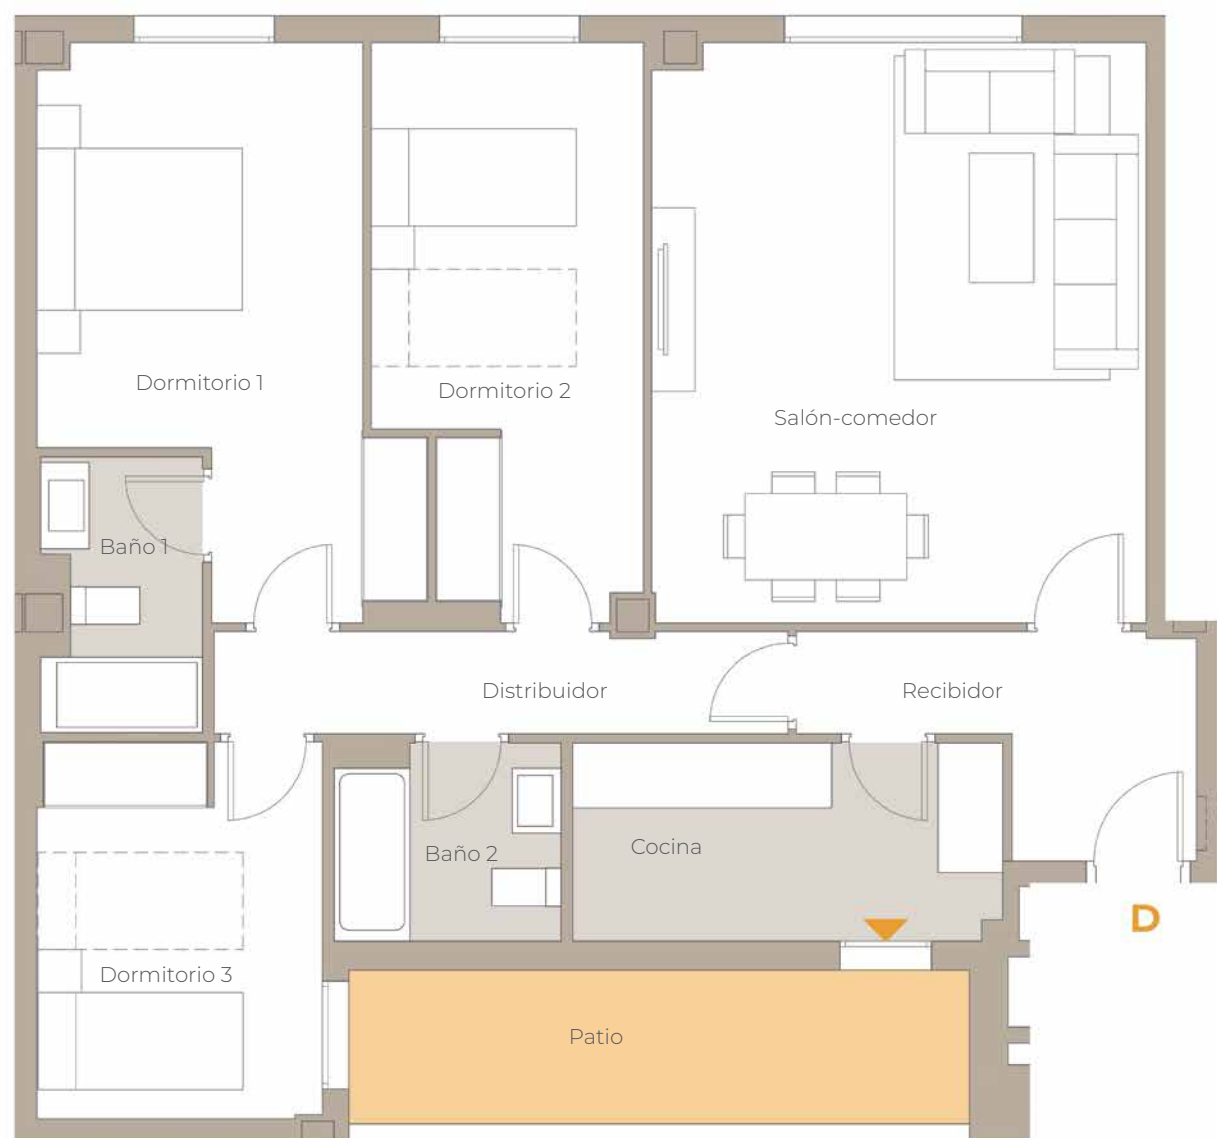 Dormitorio 1
Dormitorio 2
Salón-comedor
Baño 1
Distribuidor
Recibidor
Baño 2
Cocina
D
Dormitorio 3
Patio